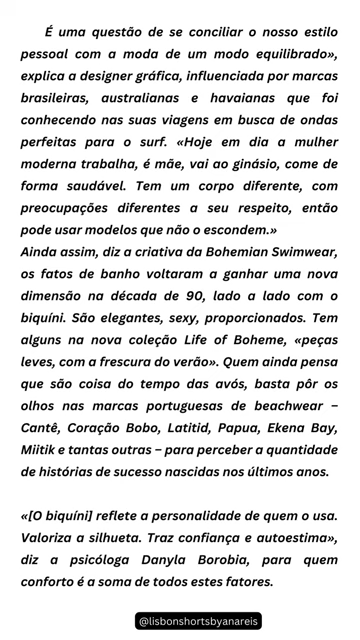 É uma questão de se conciliar o nosso estilo
pessoal com a moda de um modo equilibrado»,
explica a designer gráfica, influenciada por marcas
brasileiras, australianas e havaianas que foi
conhecendo nas suas viagens em busca de ondas
perfeitas para o surf. «Hoje em dia a mulher
moderna trabalha, é mãe, vai ao ginásio, come de
forma saudável. Tem um corpo diferente, com
preocupações diferentes a seu respeito, então
pode usar modelos que não o escondem.»
Ainda assim, diz a criativa da Bohemian Swimwear,
os fatos de banho voltaram a ganhar uma nova
dimensão na década de 90, lado a lado com o
biquíni. São elegantes, sexy, proporcionados. Tem
alguns na nova coleção Life of Boheme, «peças
leves, com a frescura do verão». Quem ainda pensa
que são coisa do tempo das avós, basta pôr os
olhos nas marcas portuguesas de beachwear –
Cantê, Coração Bobo, Latitid, Papua, Ekena Bay,
Miitik e tantas outras – para perceber a quantidade
de histórias de sucesso nascidas nos últimos anos.
«[O biquíni] reflete a personalidade de quem o usa.
Valoriza a silhueta. Traz confiança e autoestima»,
diz a psicóloga Danyla Borobia, para quem
conforto é a soma de todos estes fatores.
@lisbonshortsbyanareis